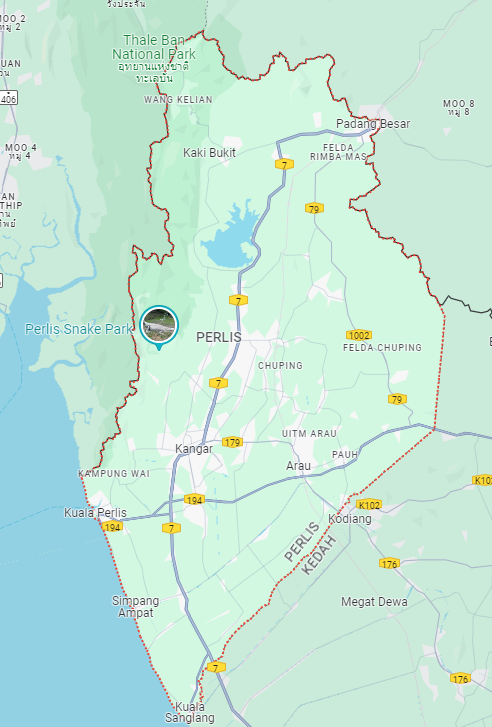 วังประจัน
MOO 2
หมู่ 2
Thale Ban
National Park
อุทยานแห่งชาติ
ทะเลบัน
406
WANG KELIAN
MOO 8
หมู่ 8
Padang Besar
MOO 4
หมู่ 4
Kaki Bukit
FELDA
RIMBA MAS
7
79
7
Perlis Snake Park
PERLIS
1002
FELDA CHUPING
CHUPING
7
79
UITM ARAU
Kangar
179
PAUH
Arau
KAMPUNG WAI
K102
194
K102
Kuala Perlis
Kodiang
194
7
PERLIS
KEDAH
176
Simpang
Ampat
Megat Dewa
7
176
Kuala
Sanglang